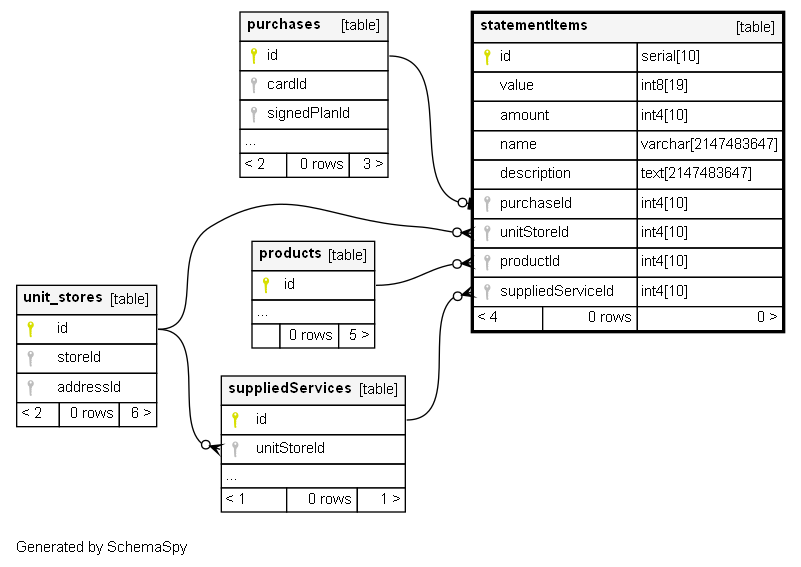 purchases [table]
id
cardId
signedPlanId
...
< 2 0 rows 3 >
statementItems [table]
id serial[10]
value int8[19]
amount int4[10]
name varchar[2147483647]
description text[2147483647]
purchaseId int4[10]
unitStoreId int4[10]
productId int4[10]
suppliedServiceId int4[10]
< 4 0 rows 0 >
products [table]
id
...
0 rows 5 >
unit_stores [table]
id
storeId
addressId
< 2 0 rows 6 >
suppliedServices [table]
id
unitStoreId
...
< 1 0 rows 1 >
Generated by SchemaSpy